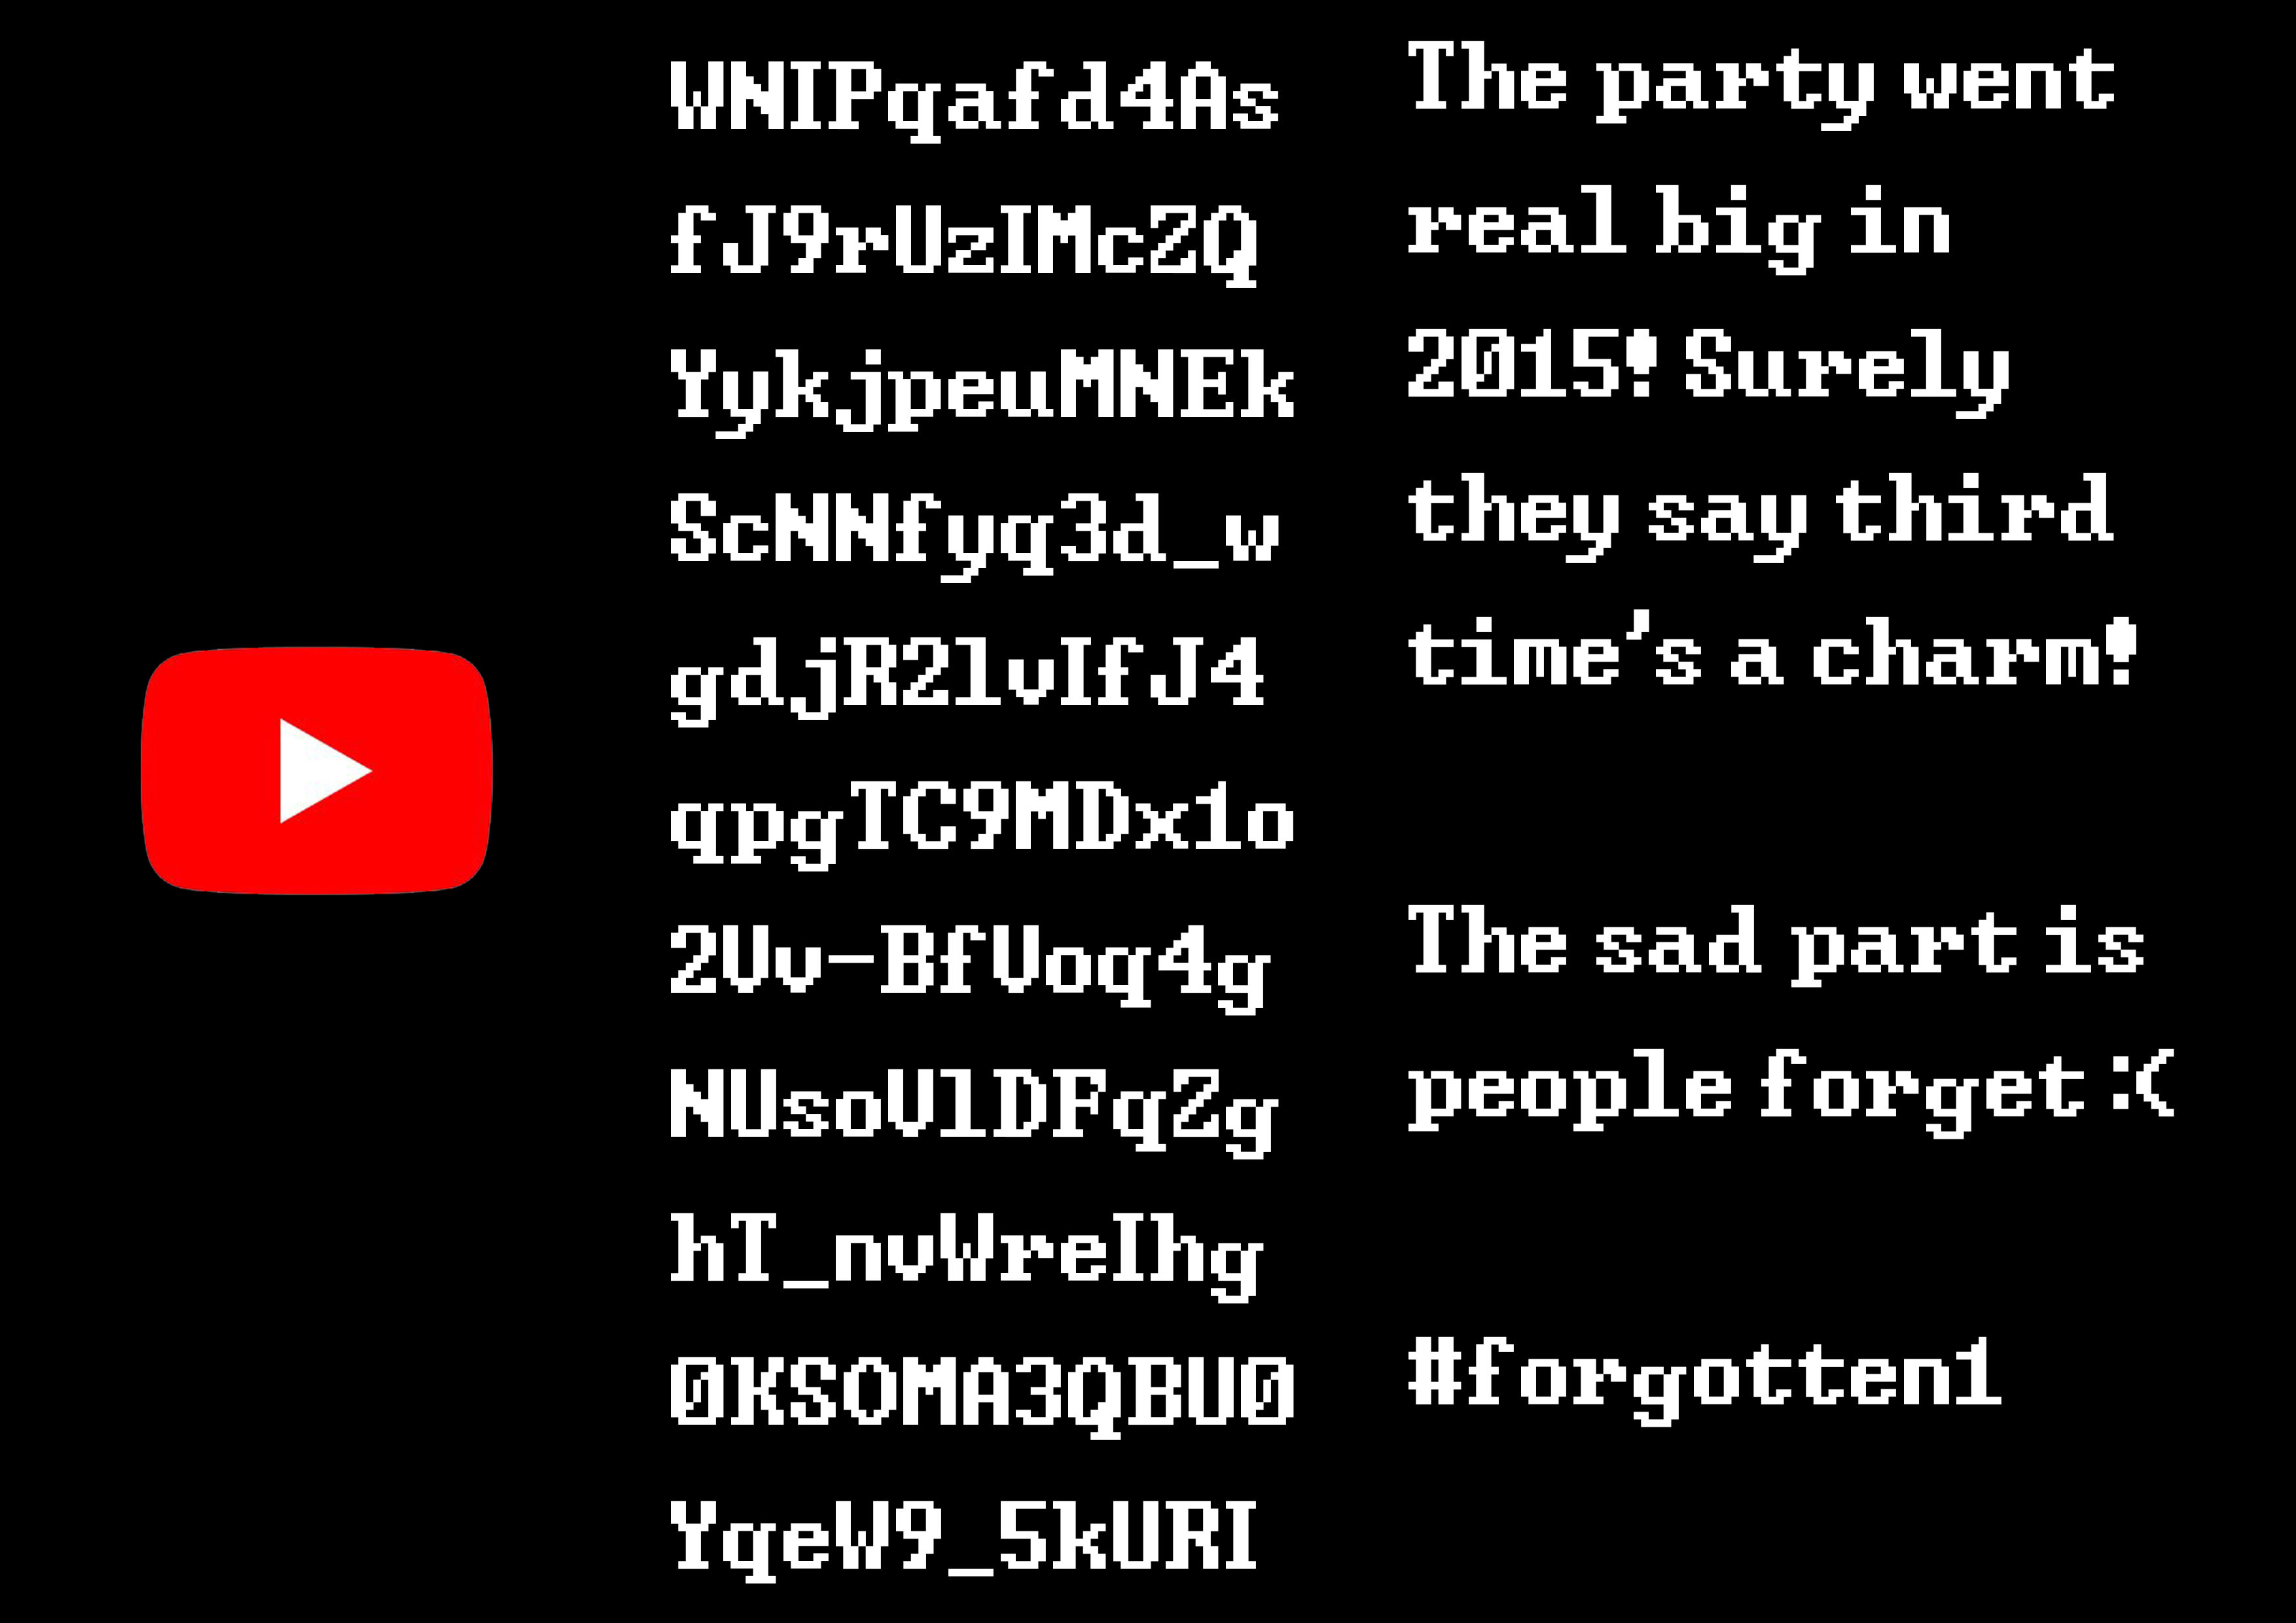 WNIPqafd4As
fJ9rUzIMcZQ
YykjpeuMNEk
ScNNfyq3d_w
gdjR2lvIfJ4
qpgTC9MDx1o
2Vv-BfVoq4g
NUsoVlDFqZg
hT_nvWreIhg
0KSOMA3QBU0
YqeW9_5kURI
The party went
real big in
2015! Surely
they say third
time's a charm!
The sad part is
people forget :(
#forgotten1